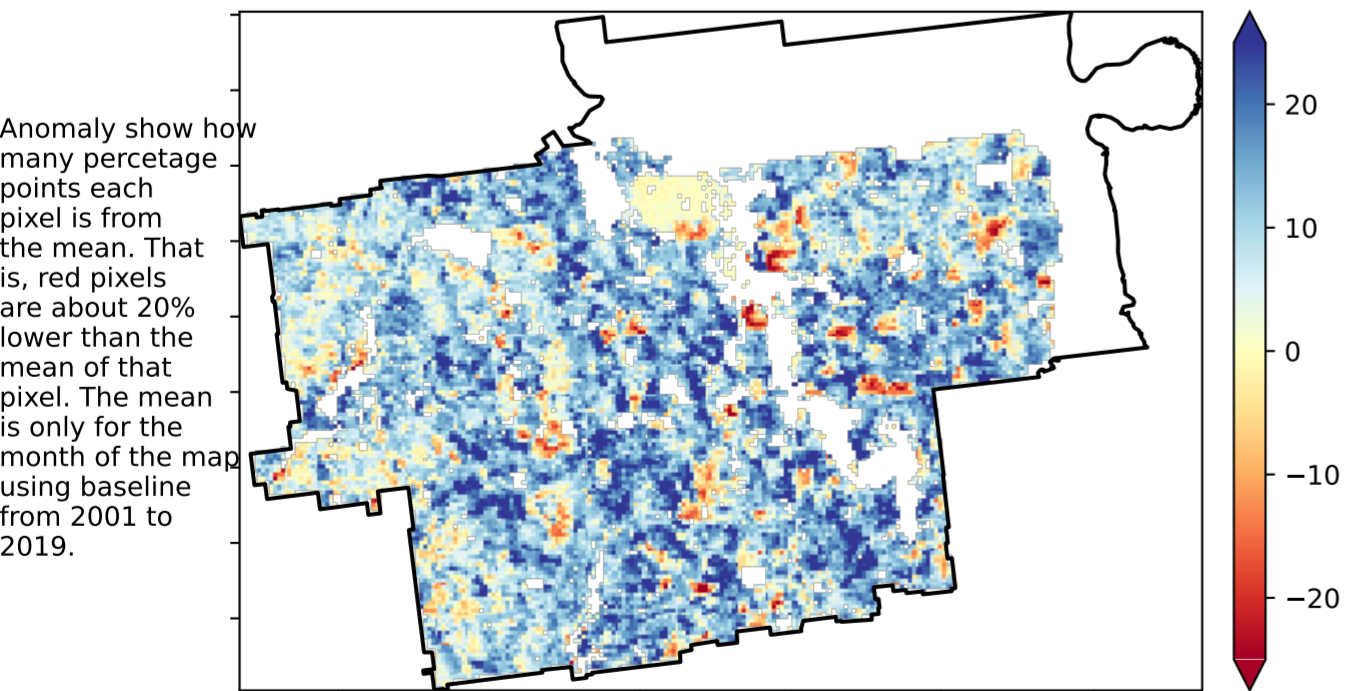 Anomaly show how
many percetage
points each
pixel is from
the mean. That
is, red pixels
are about 20%
lower than the
mean of that
pixel. The mean
is only for the
month of the map
using baseline
from 2001 to
2019.
20
10
0
−10
−20